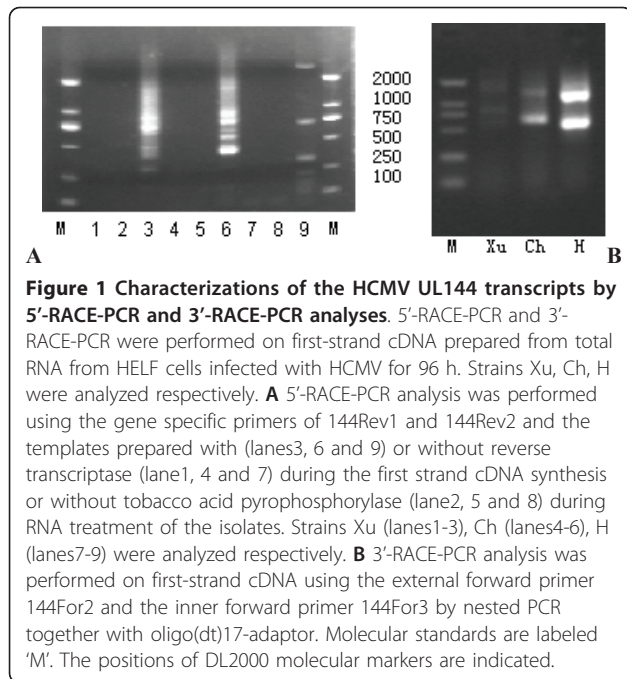 2000
1000
750
500
250
100
M 1 2 3 4 5 6 7 8 9 M
M Xu Ch H
A
B
Figure 1 Characterizations of the HCMV UL144 transcripts by
5′-RACE-PCR and 3′-RACE-PCR analyses. 5′-RACE-PCR and 3′-
RACE-PCR were performed on first-strand cDNA prepared from total
RNA from HELF cells infected with HCMV for 96 h. Strains Xu, Ch, H
were analyzed respectively. A 5′-RACE-PCR analysis was performed
using the gene specific primers of 144Rev1 and 144Rev2 and the
templates prepared with (lanes3, 6 and 9) or without reverse
transcriptase (lane1, 4 and 7) during the first strand cDNA synthesis
or without tobacco acid pyrophosphorylase (lane2, 5 and 8) during
RNA treatment of the isolates. Strains Xu (lanes1-3), Ch (lanes4-6), H
(lanes7-9) were analyzed respectively. B 3′-RACE-PCR analysis was
performed on first-strand cDNA using the external forward primer
144For2 and the inner forward primer 144For3 by nested PCR
together with oligo(dt)17-adaptor. Molecular standards are labeled
‘M’. The positions of DL2000 molecular markers are indicated.